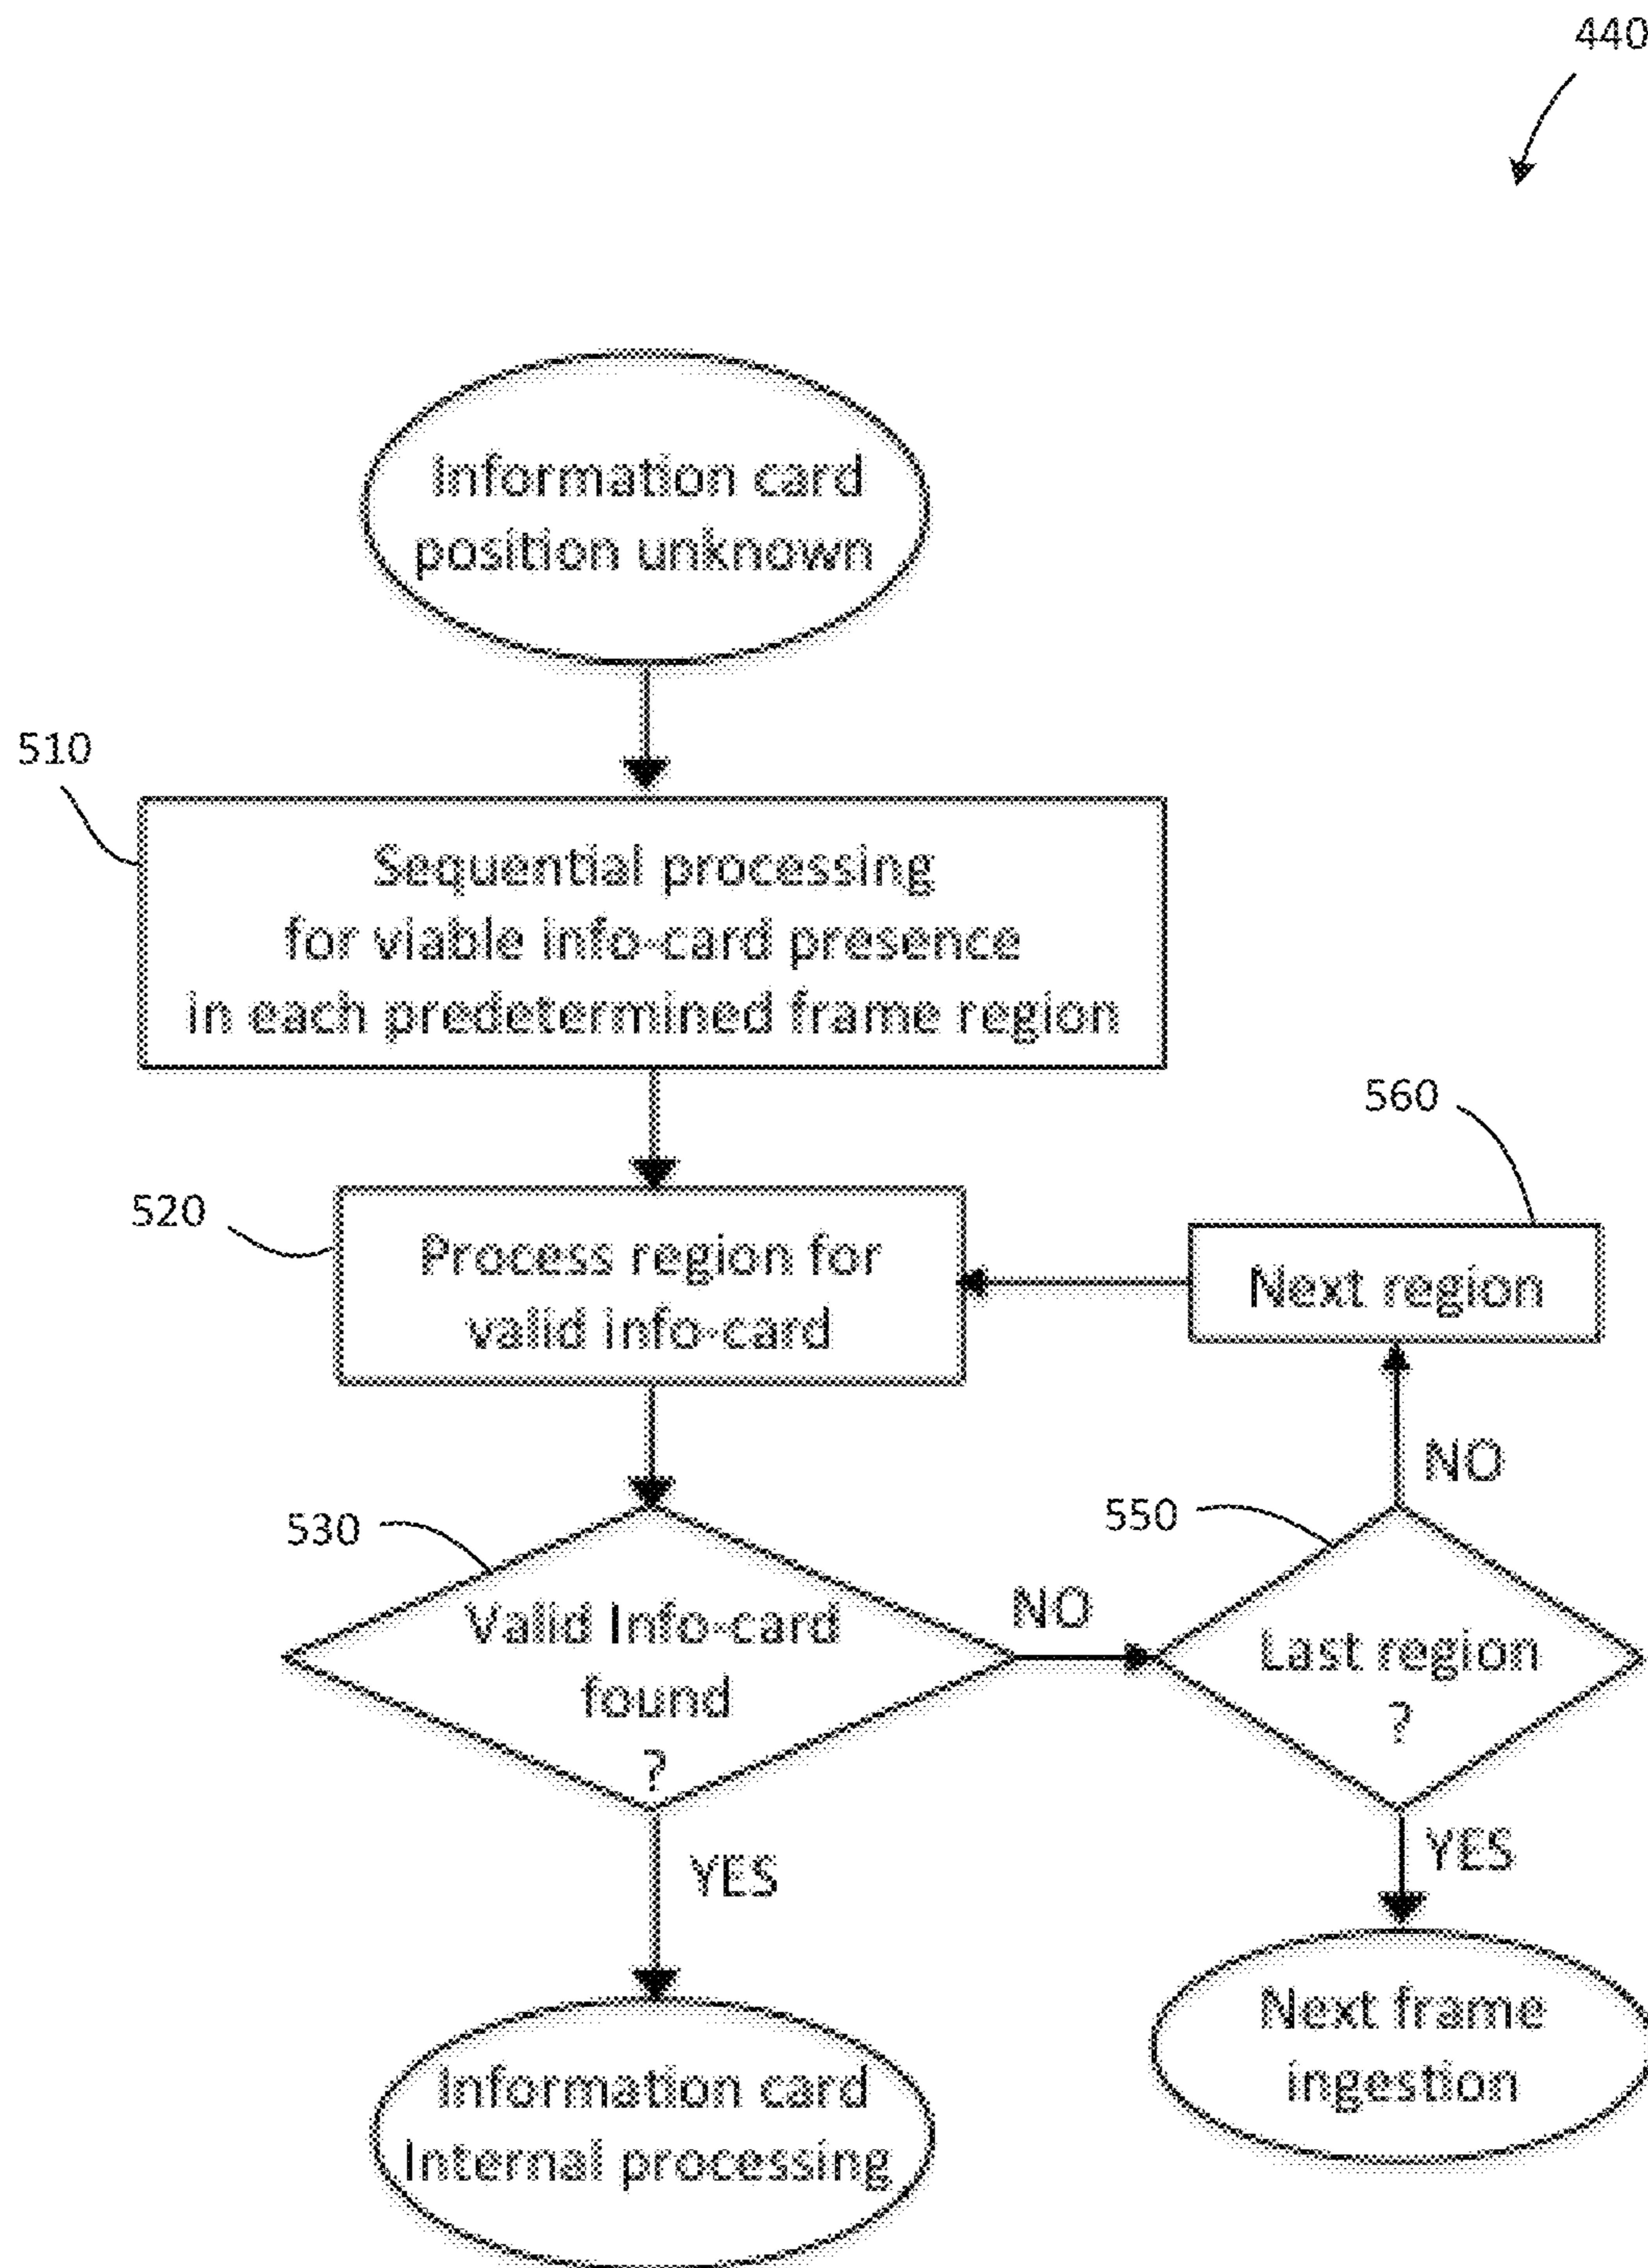 440
Information card
position unknown
510
Sequential processing
for viable info-card presence
in each predetermined frame region
560
520
Process region for
valid info-card
Next region
NO
530
550
Valid Info-card
found
?
NO
Last region
?
YES
YES
Next frame
ingestion
Information card
Internal processing